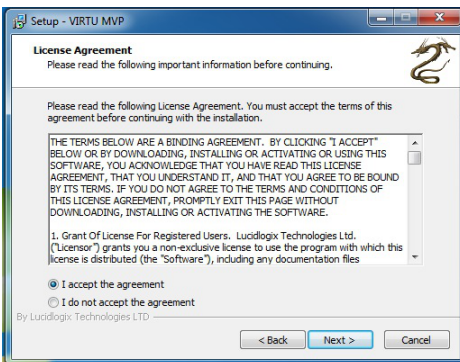 Setup - VIRTU MVP
License Agreement
Please read the following important information before continuing.
Please read the following License Agreement. You must accept the terms of this
agreement before continuing with the installation.
THE TERMS BELOW ARE A BINDING AGREEMENT. BY CLICKING "I ACCEPT"
BELOW OR BY DOWNLOADING, INSTALLING OR ACTIVATING OR USING THIS
SOFTWARE, YOU ACKNOWLEDGE THAT YOU HAVE READ THIS LICENSE
AGREEMENT, THAT YOU UNDERSTAND IT, AND THAT YOU AGREE TO BE BOUND
BY ITS TERMS. IF YOU DO NOT AGREE TO THE TERMS AND CONDITIONS OF
THIS LICENSE AGREEMENT, PROMPTLY EXIT THIS PAGE WITHOUT
DOWNLOADING, INSTALLING OR ACTIVATING THE SOFTWARE.
1. Grant Of License For Registered Users. Lucidlogix Technologies Ltd.
("Licensor") grants you a non-exclusive license to use the program with which this
license is distributed (the "Software"), including any documentation files
I accept the agreement
I do not accept the agreement
By Lucidlogix Technologies LTD
< Back Next > Cancel